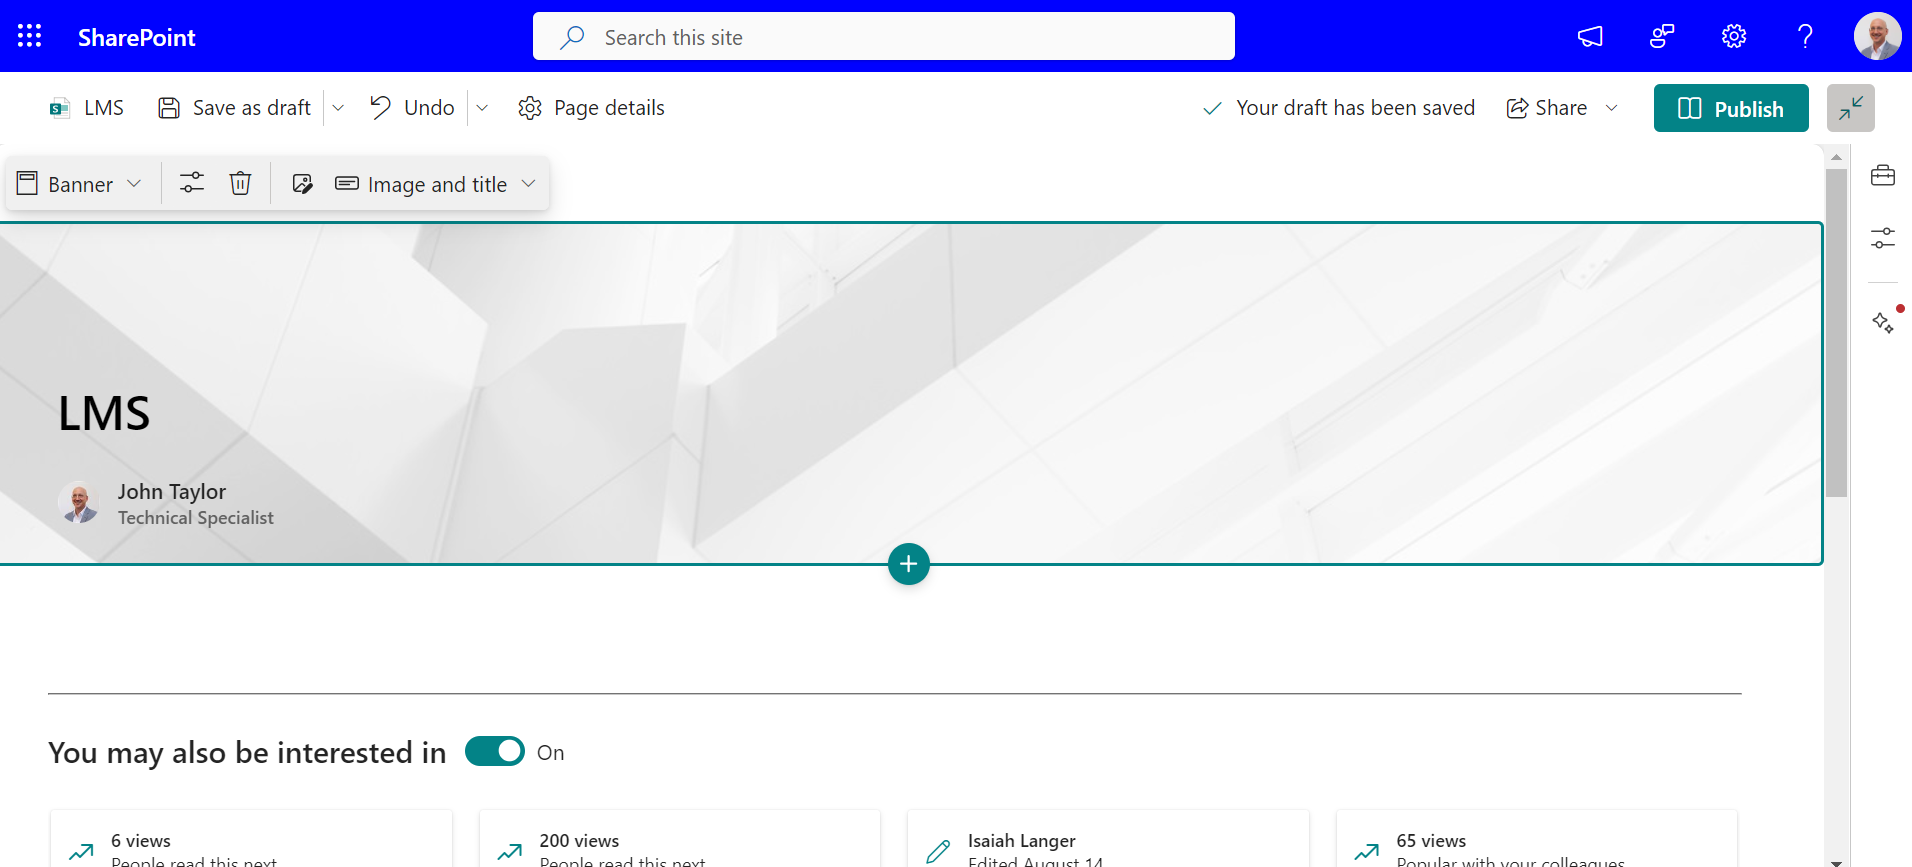 SharePoint
Search this site
LMS
Save as draft
Undo
Page details
Your draft has been saved
Share
Publish
Banner
Image and title
LMS
John Taylor
Technical Specialist
You may also be interested in
On
6 views
People read this next
200 views
People read this next
Isaiah Langer
Edited August 14
65 views
Popular with your colleagues